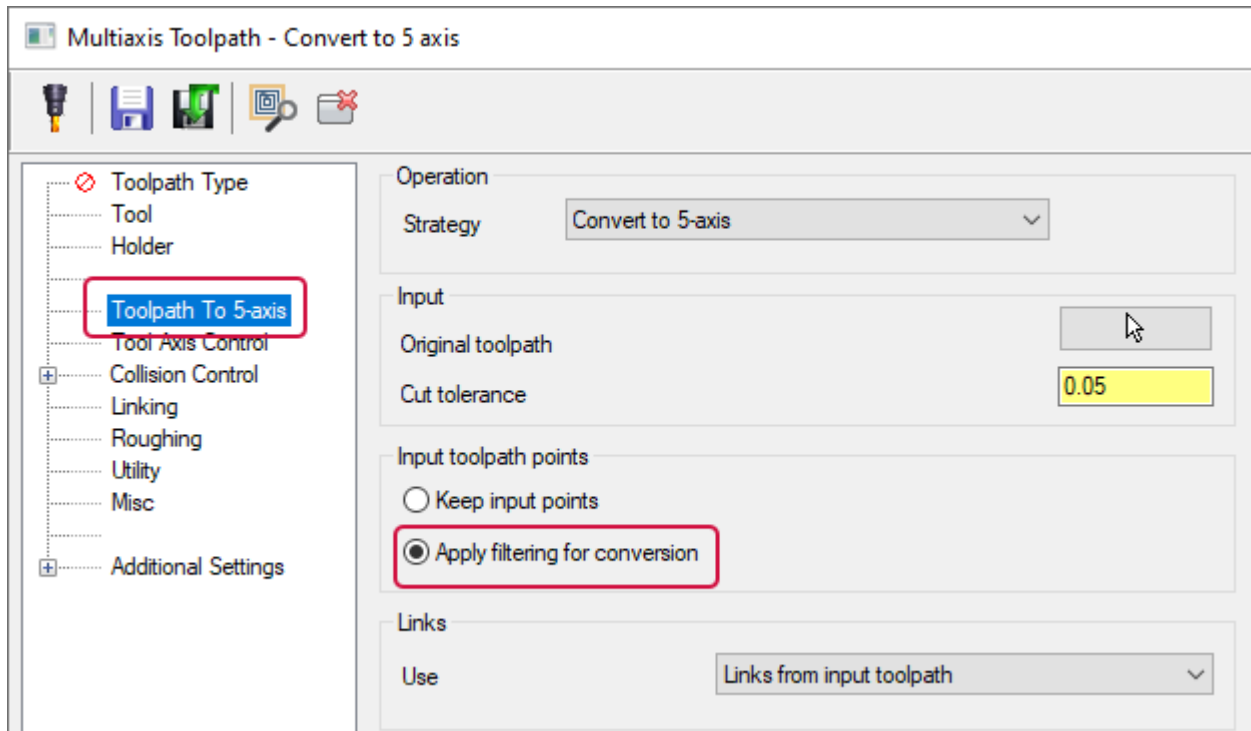 Multiaxis Toolpath - Convert to 5 axis
Toolpath Type
Tool
Holder
Toolpath To 5-axis
Tool Axis Control
Collision Control
Linking
Roughing
Utility
Misc
Additional Settings
Operation
Strategy Convert to 5-axis
Input
Original toolpath
Cut tolerance 0.05
Input toolpath points
Keep input points
Apply filtering for conversion
Links
Use Links from input toolpath